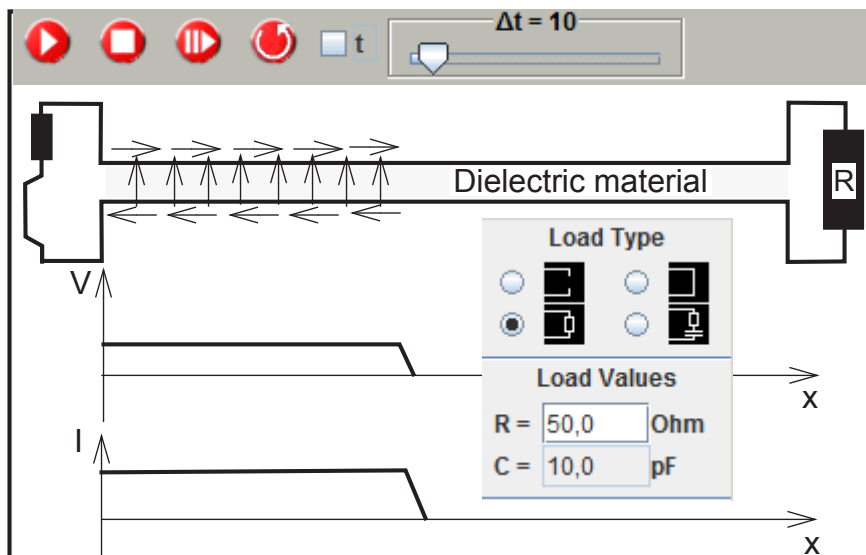 Δt = 10
t
Dielectric material
R
Load Type
V
Load Values
x
R = 50,0 Ohm
I
C = 10,0 pF
x